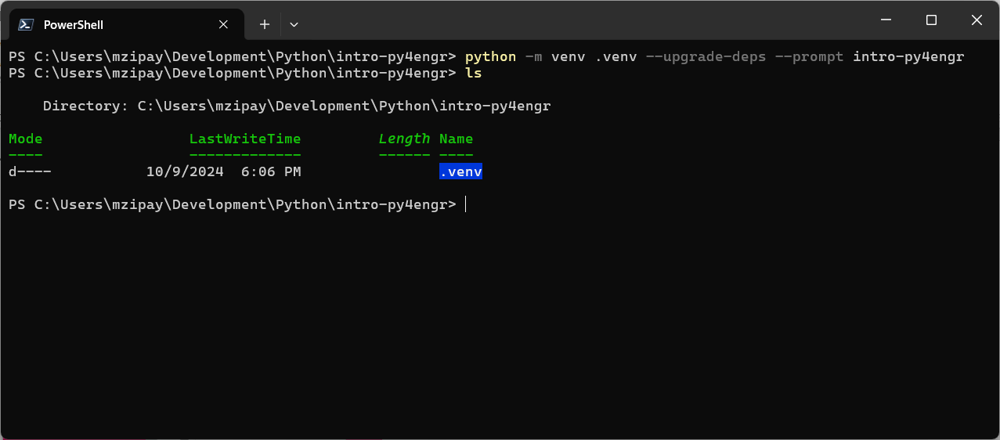 PowerShell
PS C:\Users\mzipay\Development\Python\intro-py4engr> python -m venv .venv --upgrade-deps --prompt intro-py4engr
PS C:\Users\mzipay\Development\Python\intro-py4engr> ls
    Directory: C:\Users\mzipay\Development\Python\intro-py4engr
Mode                 LastWriteTime         Length Name
----                 -------------         ------ ----
d----           10/9/2024  6:06 PM                .venv
PS C:\Users\mzipay\Development\Python\intro-py4engr>